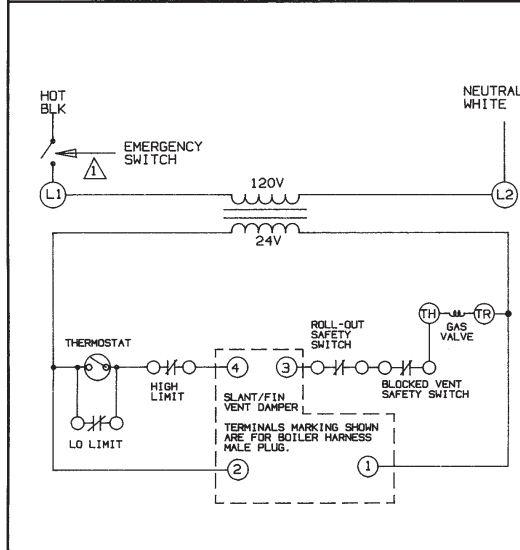 HOT
BLK
NEUTRAL
WHITE
EMERGENCY
SWITCH
1
L1
120V
L2
24V
TH
TR
ROLL-OUT
SAFETY
SWITCH
GAS
VALVE
THERMOSTAT
4
3
HIGH
LIMIT
BLOCKED VENT
SAFETY SWITCH
SLANT/FIN
VENT DAMPER
LO LIMIT
TERMINALS MARKING SHOWN
ARE FOR BOILER HARNESS
MALE PLUG.
2
1